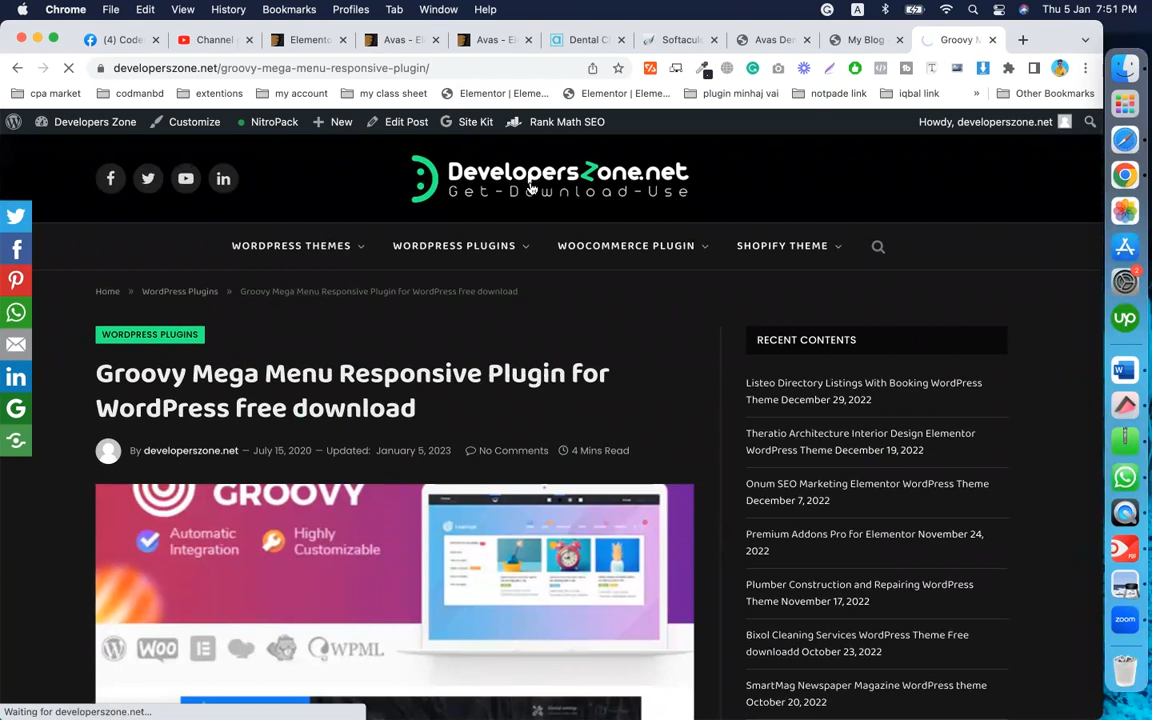 Chrome File Edit View History Bookmarks Profiles Tab Window Help A Thu 5 Jan 7:51 PM
(4) Code Channel Elemento Avas - El Avas - El Dental C Softacul Avas De My Blog Groovy M
developerszone.net/groovy-mega-menu-responsive-plugin/
cpa market codmanbd extentions my account my class sheet Elementor | Eleme... Elementor | Eleme... plugin minhaj vai notpade link iqbal link » Other Bookmarks
Developers Zone Customize NitroPack New Edit Post Site Kit Rank Math SEO Howdy, developerszone.net
DevelopersZone.net
Get-Download-Use
WORDPRESS THEMES WORDPRESS PLUGINS WOOCOMMERCE PLUGIN SHOPIFY THEME
Home » WordPress Plugins » Groovy Mega Menu Responsive Plugin for WordPress free download
WORDPRESS PLUGINS
Groovy Mega Menu Responsive Plugin for
WordPress free download
By developerszone.net — July 15, 2020 — Updated: January 5, 2023 No Comments 4 Mins Read
GROOVY
Automatic
Integration
Highly
Customizable
WOO WPML
RECENT CONTENTS
Listeo Directory Listings With Booking WordPress
Theme December 29, 2022
Theratio Architecture Interior Design Elementor
WordPress Theme December 19, 2022
Onum SEO Marketing Elementor WordPress Theme
December 7, 2022
Premium Addons Pro for Elementor November 24,
2022
Plumber Construction and Repairing WordPress
Theme November 17, 2022
Bixol Cleaning Services WordPress Theme Free
downloadd October 23, 2022
SmartMag Newspaper Magazine WordPress theme
October 20, 2022
2
up
W
PDF
zoom
Waiting for developerszone.net...